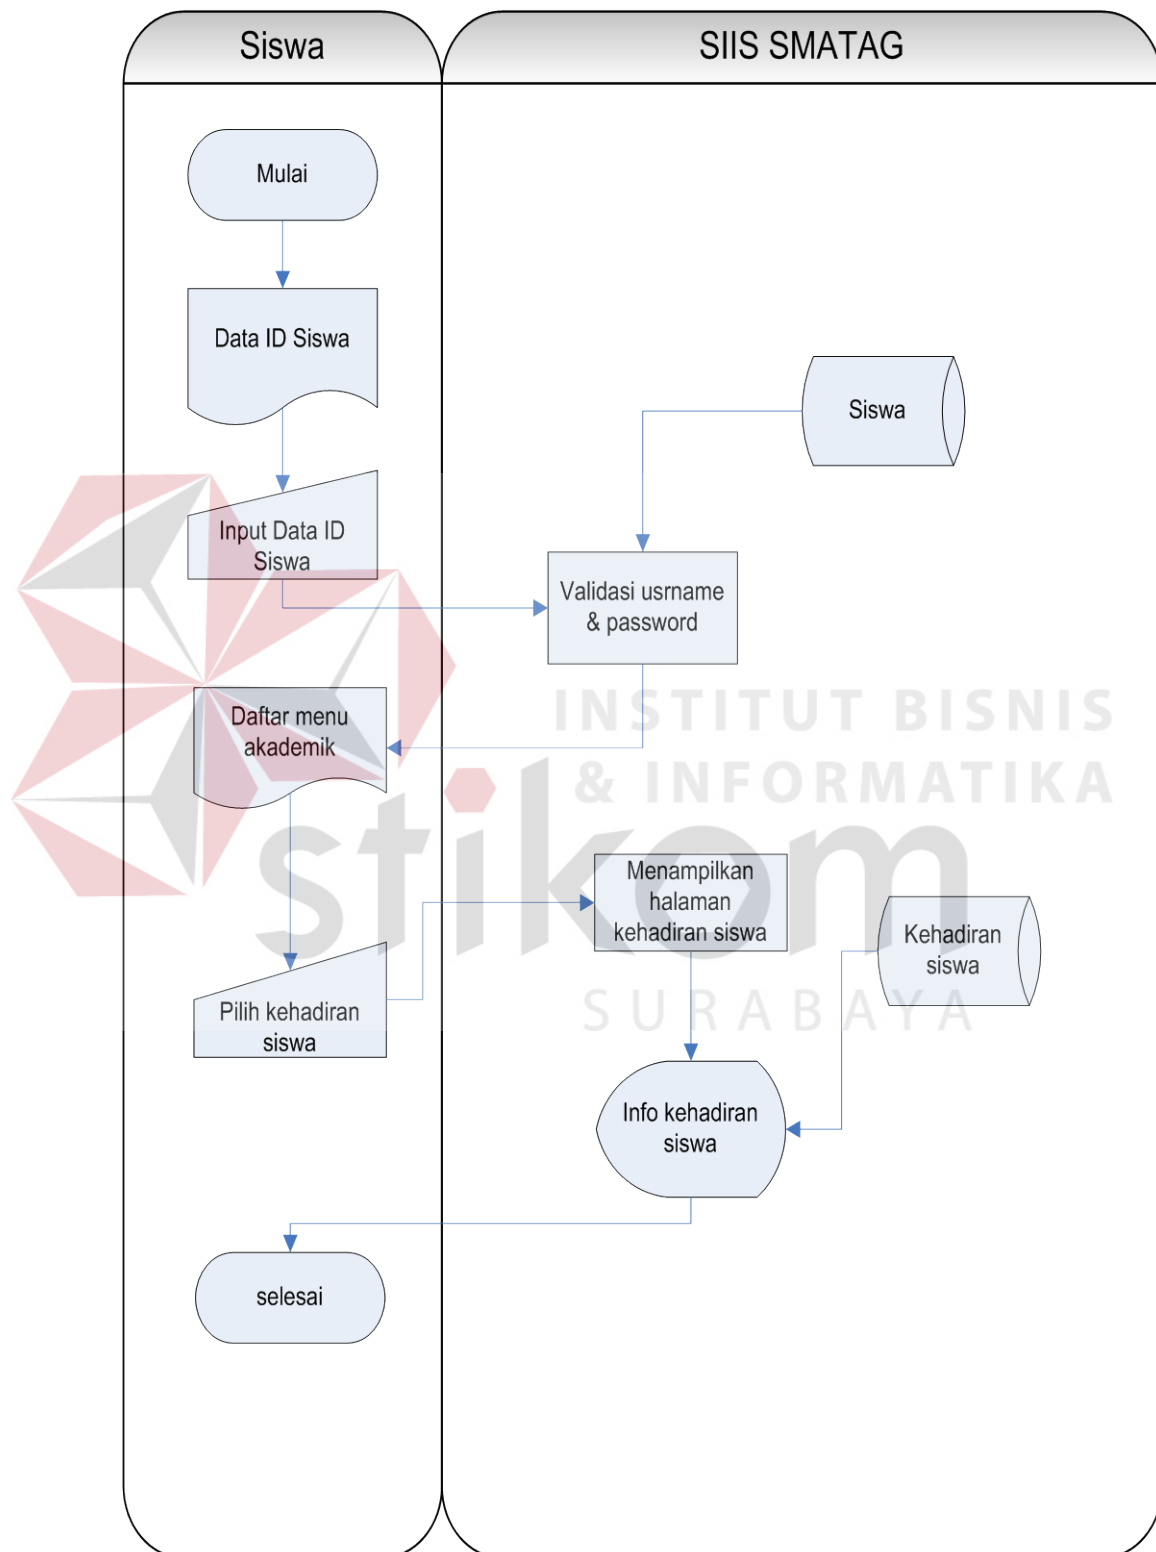 Siswa
SIIS SMATAG
Mulai
Data ID Siswa
Siswa
Input Data ID
Siswa
Validasi usrname
& password
Daftar menu
akademik
INSTITUT BISNIS
& INFORMATIKA
stikom
SURABAYA
Menampilkan
halaman
kehadiran siswa
Kehadiran
siswa
Pilih kehadiran
siswa
Info kehadiran
siswa
selesai